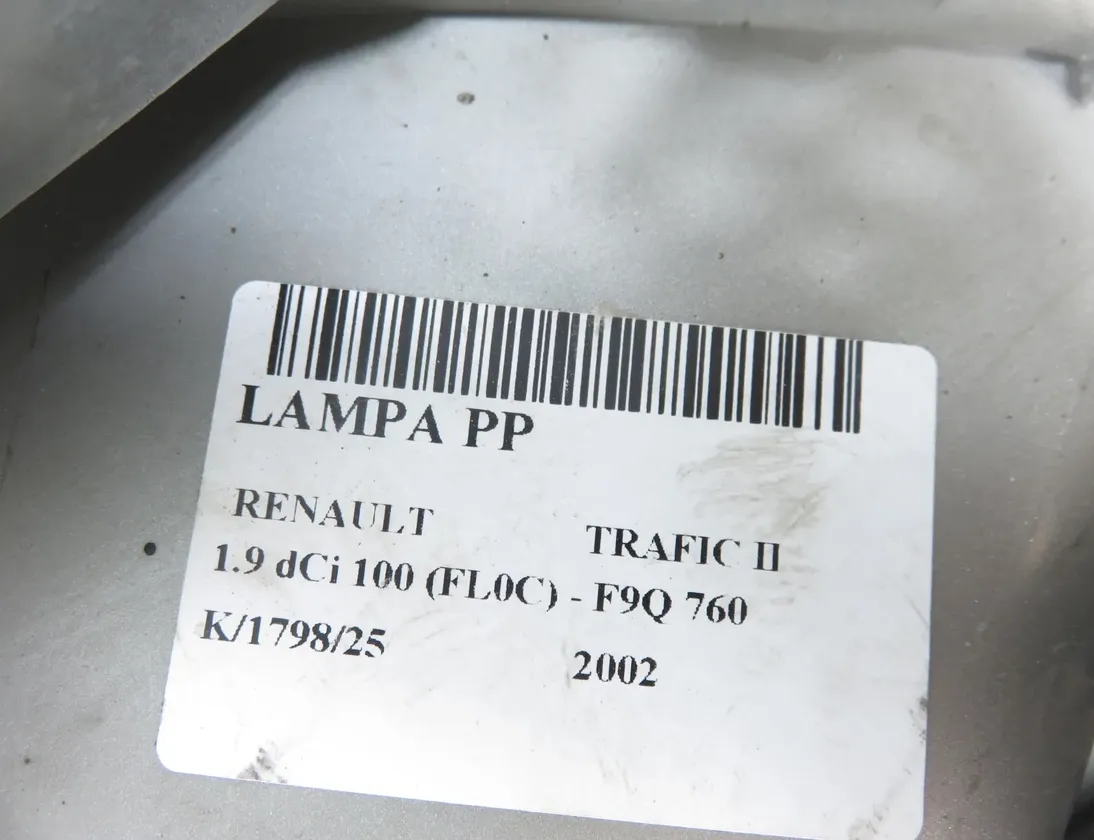 LAMPA PP
RENAULT TRAFIC II
1.9 dCi 100 (FL0C) - F9Q 760
K/1798/25 2002